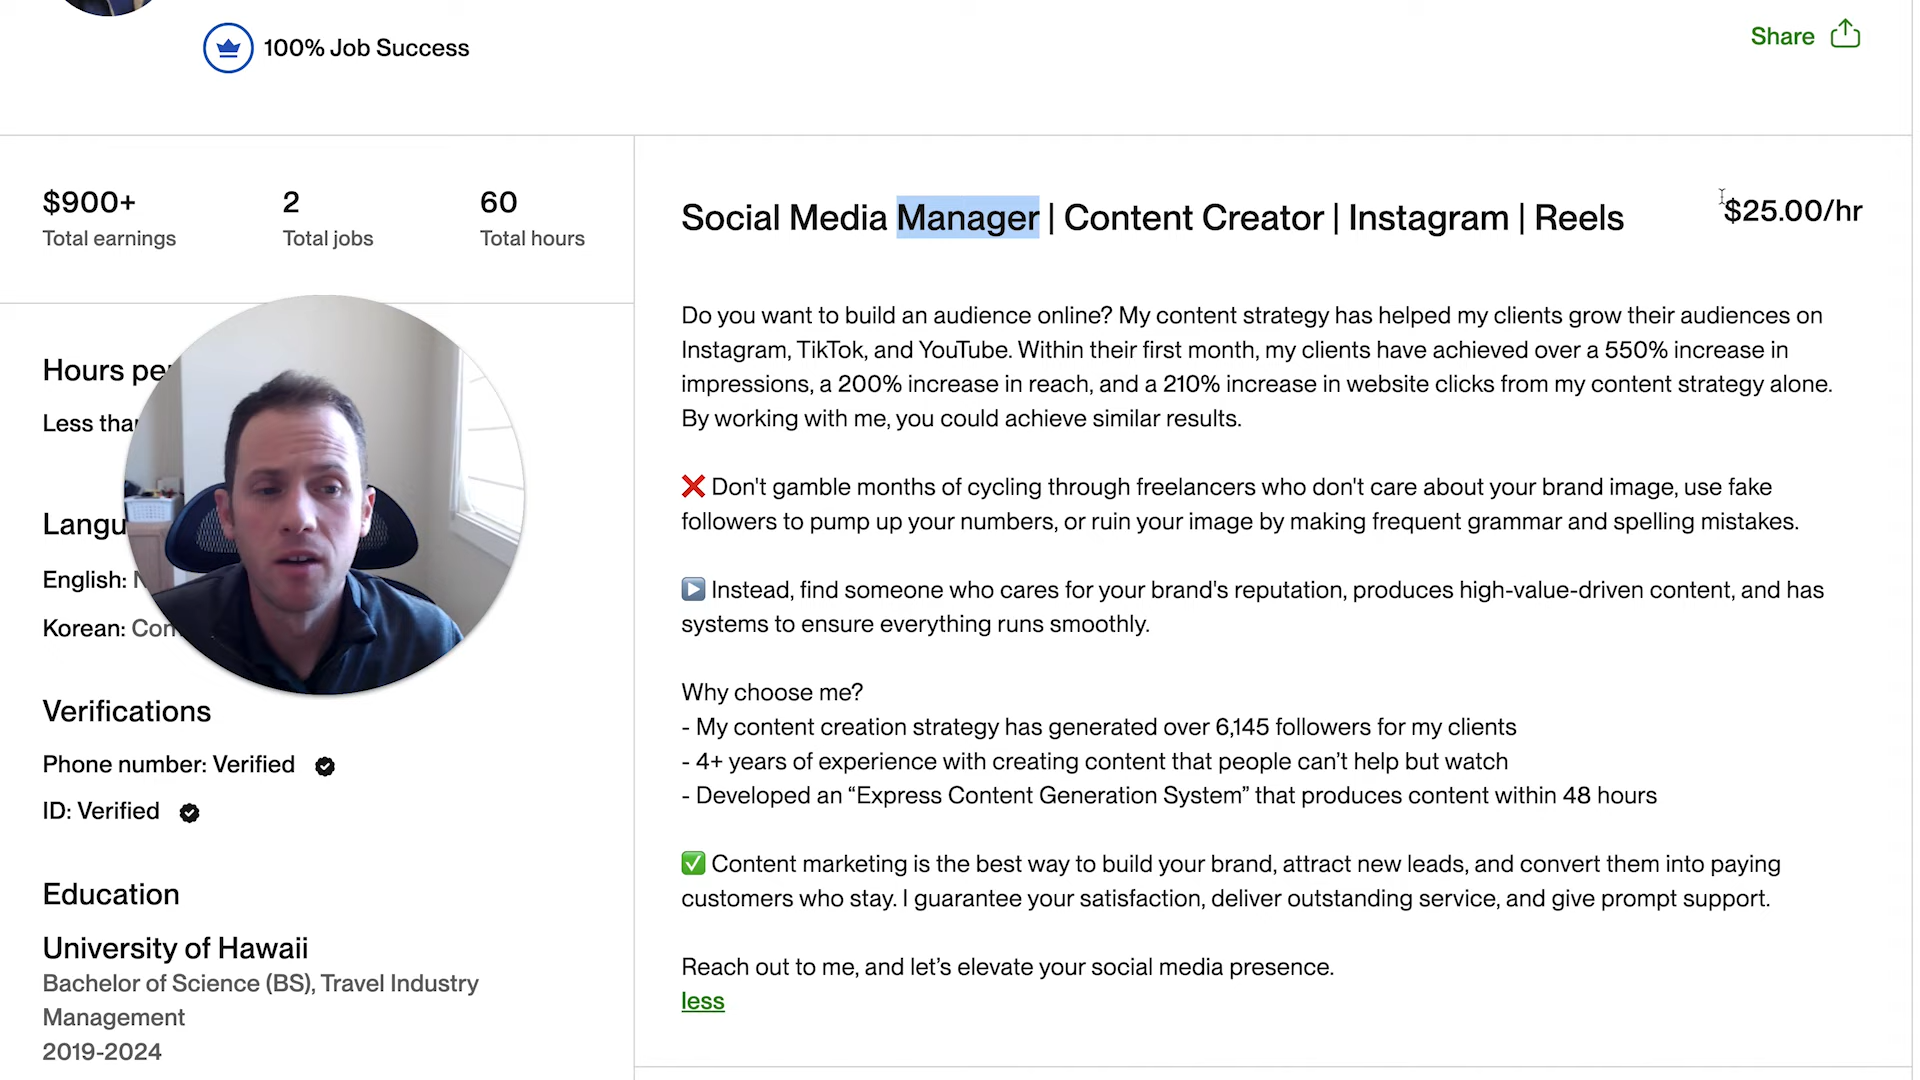 100% Job Success
Share
$900+
Total earnings
2
Total jobs
60
Total hours
Social Media Manager | Content Creator | Instagram | Reels
$25.00/hr
Do you want to build an audience online? My content strategy has helped my clients grow their audiences on
Instagram, TikTok, and YouTube. Within their first month, my clients have achieved over a 550% increase in
impressions, a 200% increase in reach, and a 210% increase in website clicks from my content strategy alone.
By working with me, you could achieve similar results.
❌ Don't gamble months of cycling through freelancers who don't care about your brand image, use fake
followers to pump up your numbers, or ruin your image by making frequent grammar and spelling mistakes.
▶️ Instead, find someone who cares for your brand's reputation, produces high-value-driven content, and has
systems to ensure everything runs smoothly.
Why choose me?
- My content creation strategy has generated over 6,145 followers for my clients
- 4+ years of experience with creating content that people can’t help but watch
- Developed an “Express Content Generation System” that produces content within 48 hours
✅ Content marketing is the best way to build your brand, attract new leads, and convert them into paying
customers who stay. I guarantee your satisfaction, deliver outstanding service, and give prompt support.
Reach out to me, and let’s elevate your social media presence.
less
Hours
Less
English:
Korean:
Verifications
Phone number: Verified
ID: Verified
Education
University of Hawaii
Bachelor of Science (BS), Travel Industry
Management
2019-2024